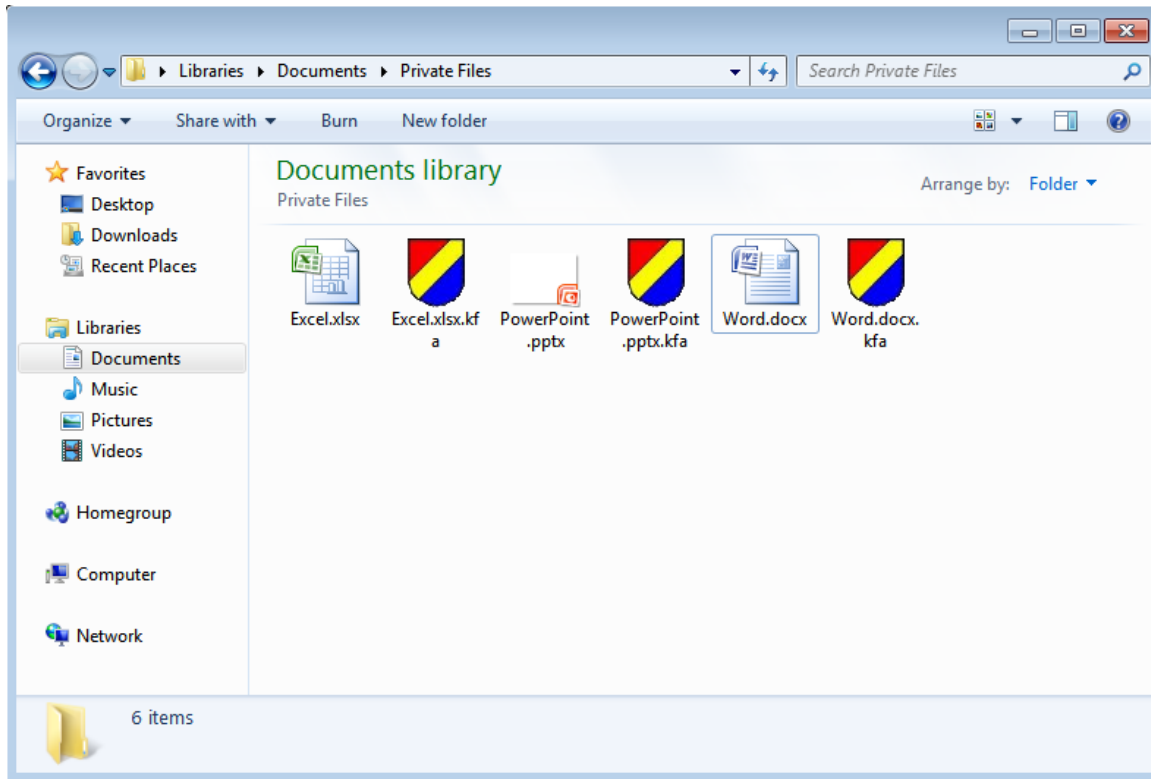 Libraries Documents Private Files
Search Private Files
Organize Share with Burn New folder
Favorites
Desktop
Downloads
Recent Places
Libraries
Documents
Music
Pictures
Videos
Homegroup
Computer
Network
Documents library
Private Files
Arrange by: Folder
Excel.xlsx
Excel.xlsx.kf
a
PowerPoint
.pptx
PowerPoint
.pptx.kfa
Word.docx
Word.docx.
kfa
6 items